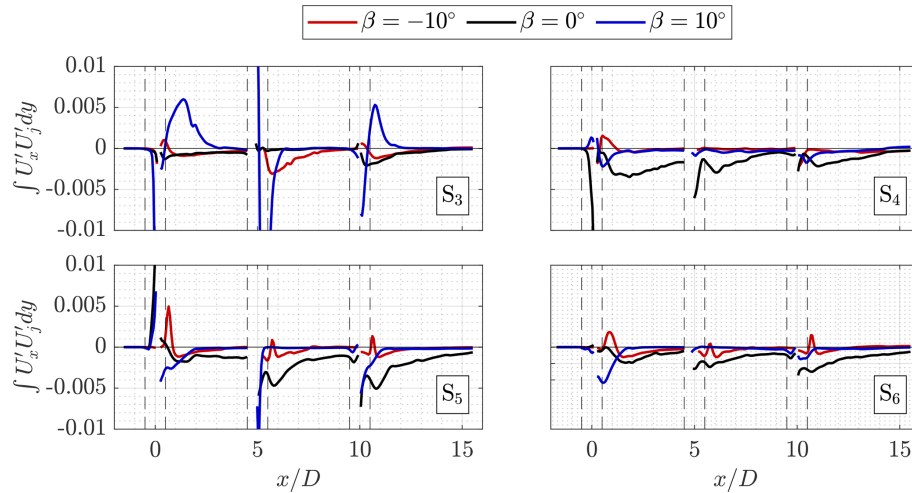 β = −10° β = 0° β = 10°
0.01
0.005
0
-0.005
-0.01
∫ U′ₓU′ⱼdy
S₃
S₄
0.01
0.005
0
-0.005
-0.01
∫ U′ₓU′ⱼdy
S₅
S₆
0 5 10 15
0 5 10 15
x/D
x/D